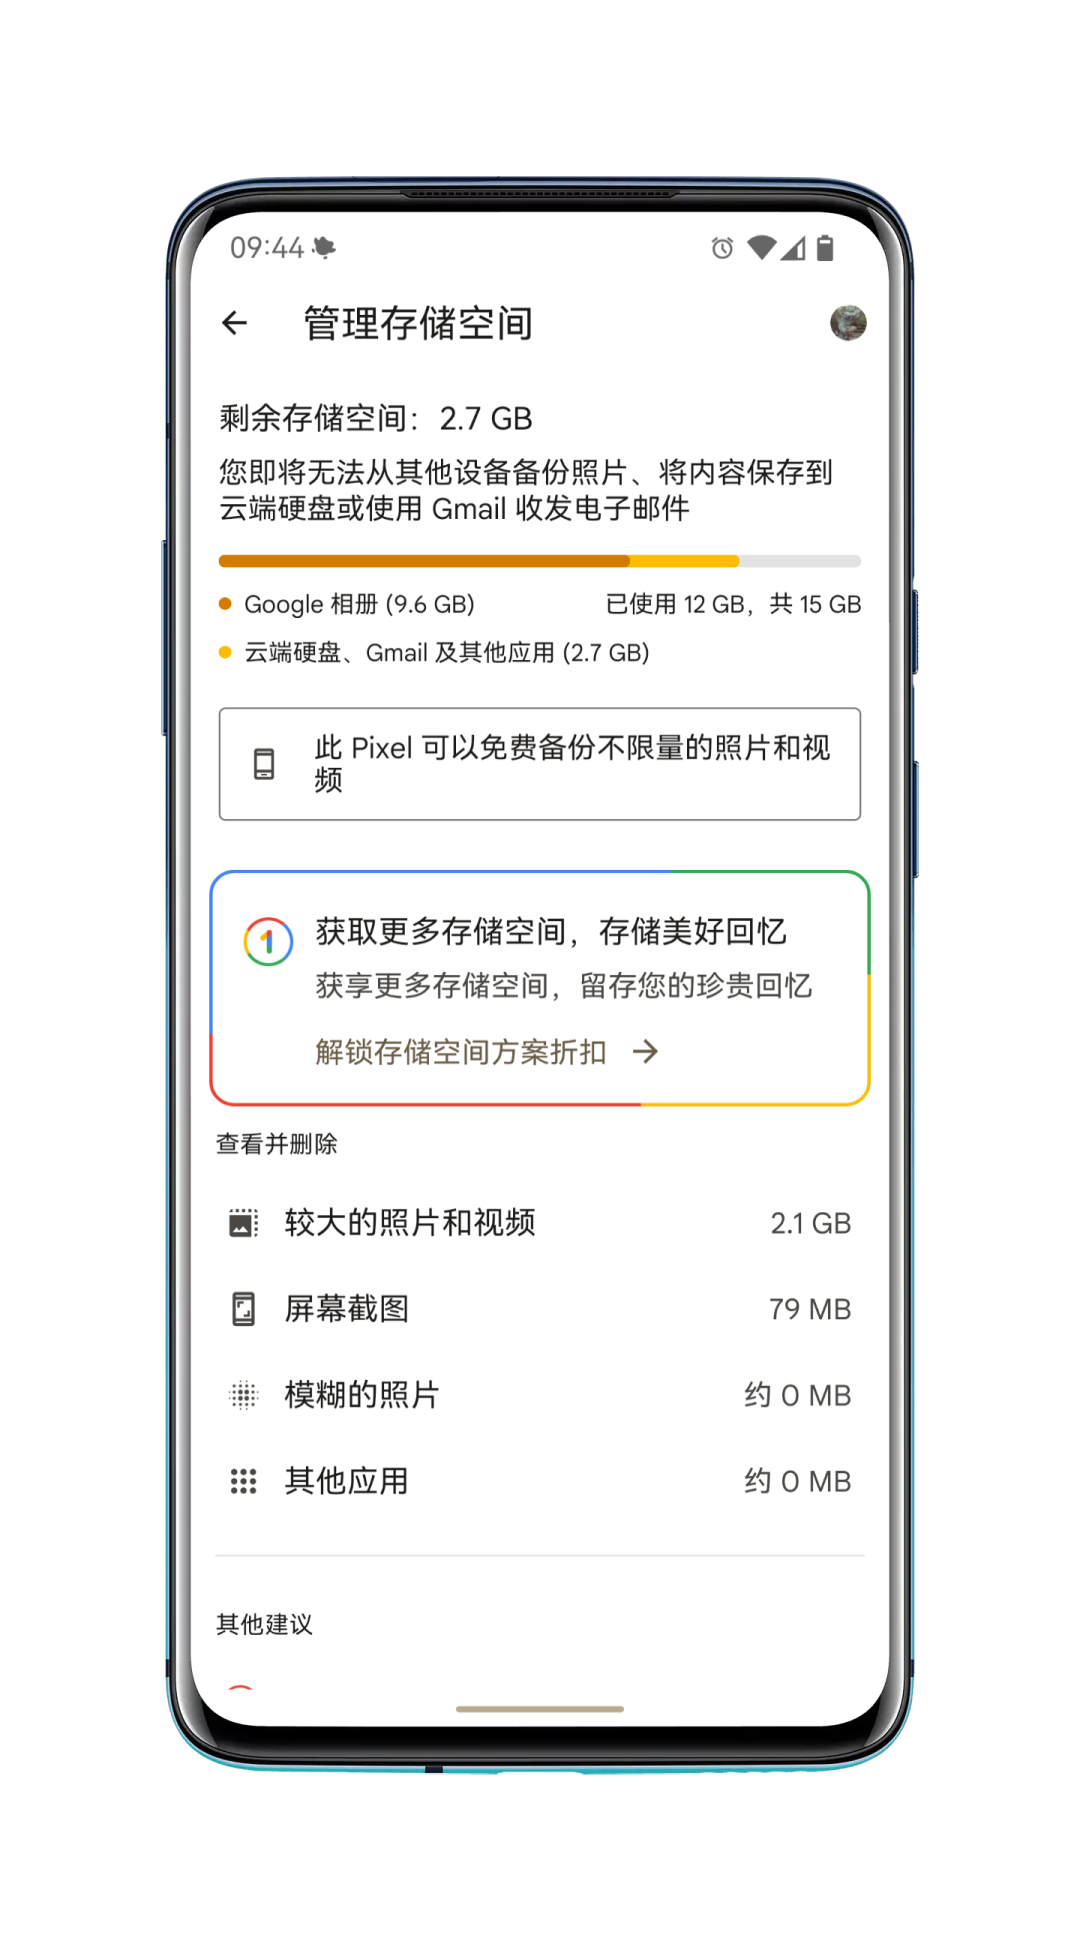 09:44
管理存储空间
剩余存储空间：2.7 GB
您即将无法从其他设备备份照片、将内容保存到
云端硬盘或使用 Gmail 收发电子邮件
Google 相册 (9.6 GB)
已使用 12 GB，共 15 GB
云端硬盘、Gmail 及其他应用 (2.7 GB)
此 Pixel 可以免费备份不限量的照片和视
频
1
获取更多存储空间，存储美好回忆
获享更多存储空间，留存您的珍贵回忆
解锁存储空间方案折扣
查看并删除
较大的照片和视频 2.1 GB
屏幕截图 79 MB
模糊的照片 约 0 MB
其他应用 约 0 MB
其他建议